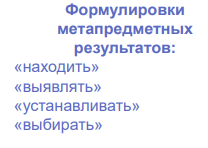 Формулировки
метапредметных
результатов:
«находить»
«выявлять»
«устанавливать»
«выбирать»